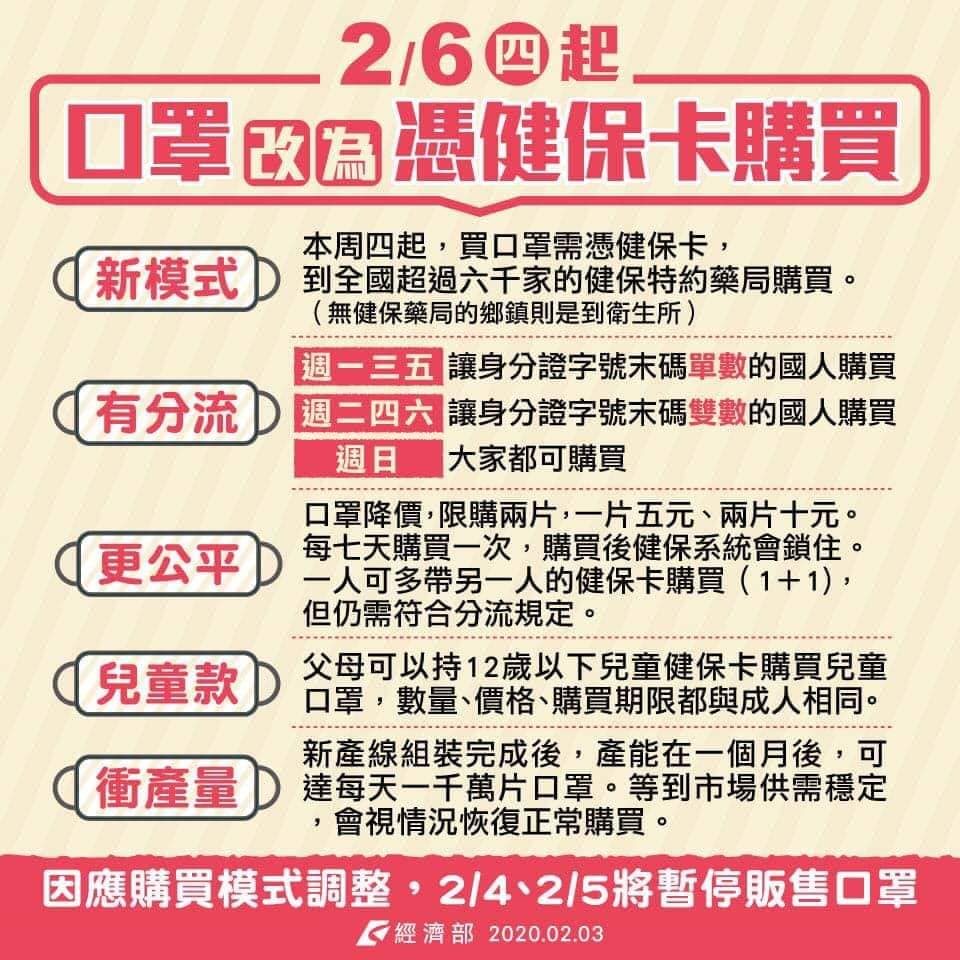 2/6四起
口罩改為憑健保卡購買
新模式
本周四起，買口罩需憑健保卡，
到全國超過六千家的健保特約藥局購買。
（無健保藥局的鄉鎮則是到衛生所）
有分流
週一三五 讓身分證字號末碼單數的國人購買
週二四六 讓身分證字號末碼雙數的國人購買
週日 大家都可購買
更公平
口罩降價，限購兩片，一片五元、兩片十元。
每七天購買一次，購買後健保系統會鎖住。
一人可多帶另一人的健保卡購買（1＋1），
但仍需符合分流規定。
兒童款
父母可以持12歲以下兒童健保卡購買兒童
口罩，數量、價格、購買期限都與成人相同。
衝產量
新產線組裝完成後，產能在一個月後，可
達每天一千萬片口罩。等到市場供需穩定
，會視情況恢復正常購買。
因應購買模式調整，2/4、2/5將暫停販售口罩
經濟部 2020.02.03